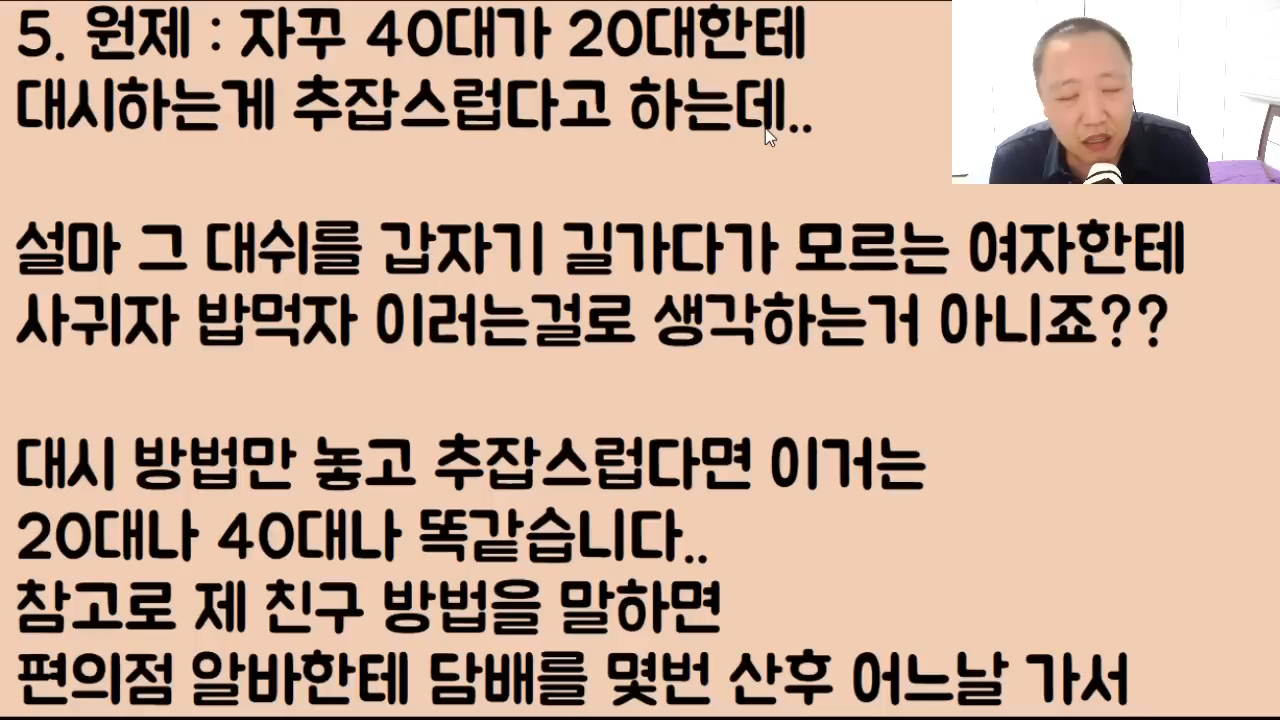 5. 원제 : 자꾸 40대가 20대한테
대시하는게 추잡스럽다고 하는데..
설마 그 대쉬를 갑자기 길가다가 모르는 여자한테
사귀자 밥먹자 이러는걸로 생각하는거 아니죠??
대시 방법만 놓고 추잡스럽다면 이거는
20대나 40대나 똑같습니다..
참고로 제 친구 방법을 말하면
편의점 알바한테 담배를 몇번 산후 어느날 가서